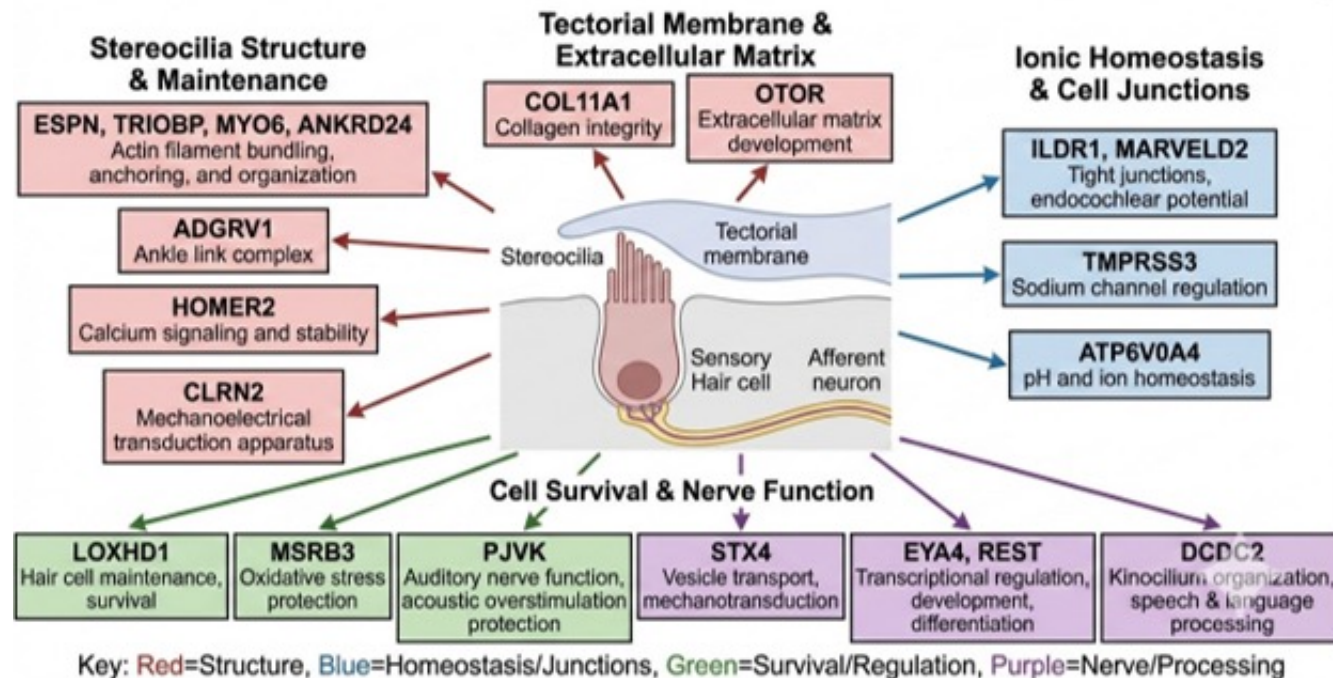 Stereocilia Structure
& Maintenance
ESPN, TRIOBP, MYO6, ANKRD24
Actin filament bundling,
anchoring, and organization
ADGRV1
Ankle link complex
HOMER2
Calcium signaling and stability
CLRN2
Mechanoelectrical
transduction apparatus
Tectorial Membrane &
Extracellular Matrix
COL11A1
Collagen integrity
OTOR
Extracellular matrix
development
Ionic Homeostasis
& Cell Junctions
ILDR1, MARVELD2
Tight junctions,
endocochlear potential
TMPRSS3
Sodium channel regulation
ATP6V0A4
pH and ion homeostasis
Stereocilia
Tectorial
membrane
Sensory
Hair cell
Afferent
neuron
Cell Survival & Nerve Function
LOXHD1
Hair cell maintenance,
survival
MSRB3
Oxidative stress
protection
PJVK
Auditory nerve function,
acoustic overstimulation
protection
STX4
Vesicle transport,
mechanotransduction
EYA4, REST
Transcriptional regulation,
development,
differentiation
DCDC2
Kinocilium organization,
speech & language
processing
Key: Red=Structure, Blue=Homeostasis/Junctions, Green=Survival/Regulation, Purple=Nerve/Processing